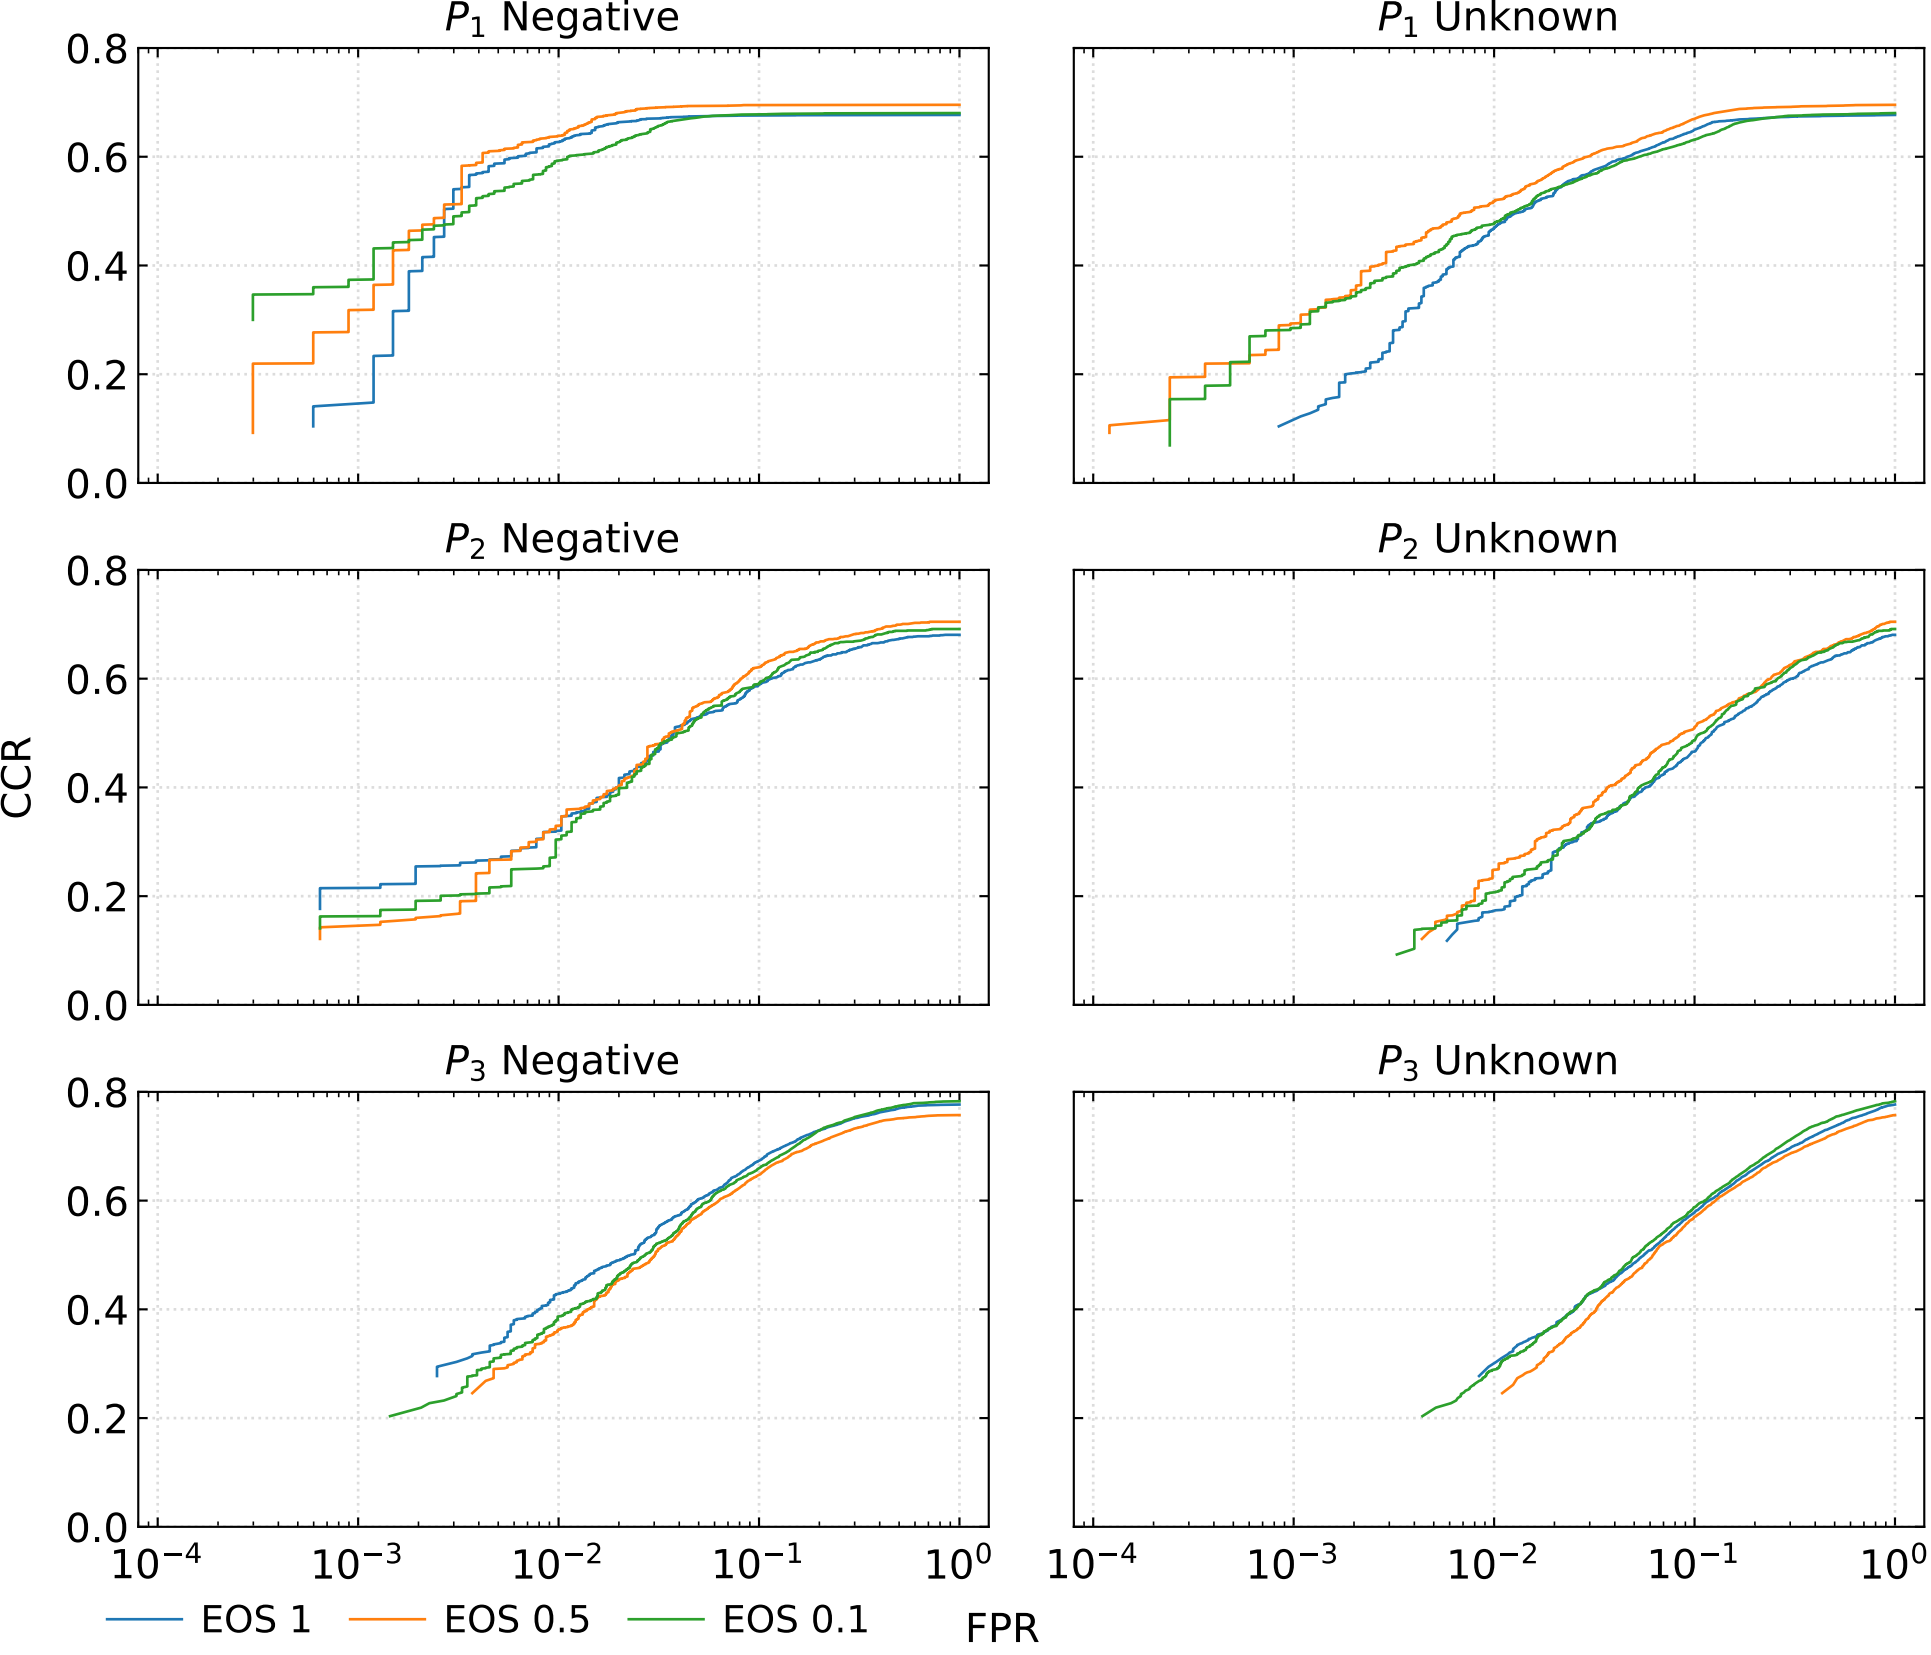 P₁ Negative
P₁ Unknown
0.8
0.6
0.4
0.2
0.0
P₂ Negative
P₂ Unknown
0.8
0.6
0.4
0.2
0.0
CCR
P₃ Negative
P₃ Unknown
0.8
0.6
0.4
0.2
0.0
10⁻⁴ 10⁻³ 10⁻² 10⁻¹ 10⁰
10⁻⁴ 10⁻³ 10⁻² 10⁻¹ 10⁰
EOS 1 EOS 0.5 EOS 0.1
FPR